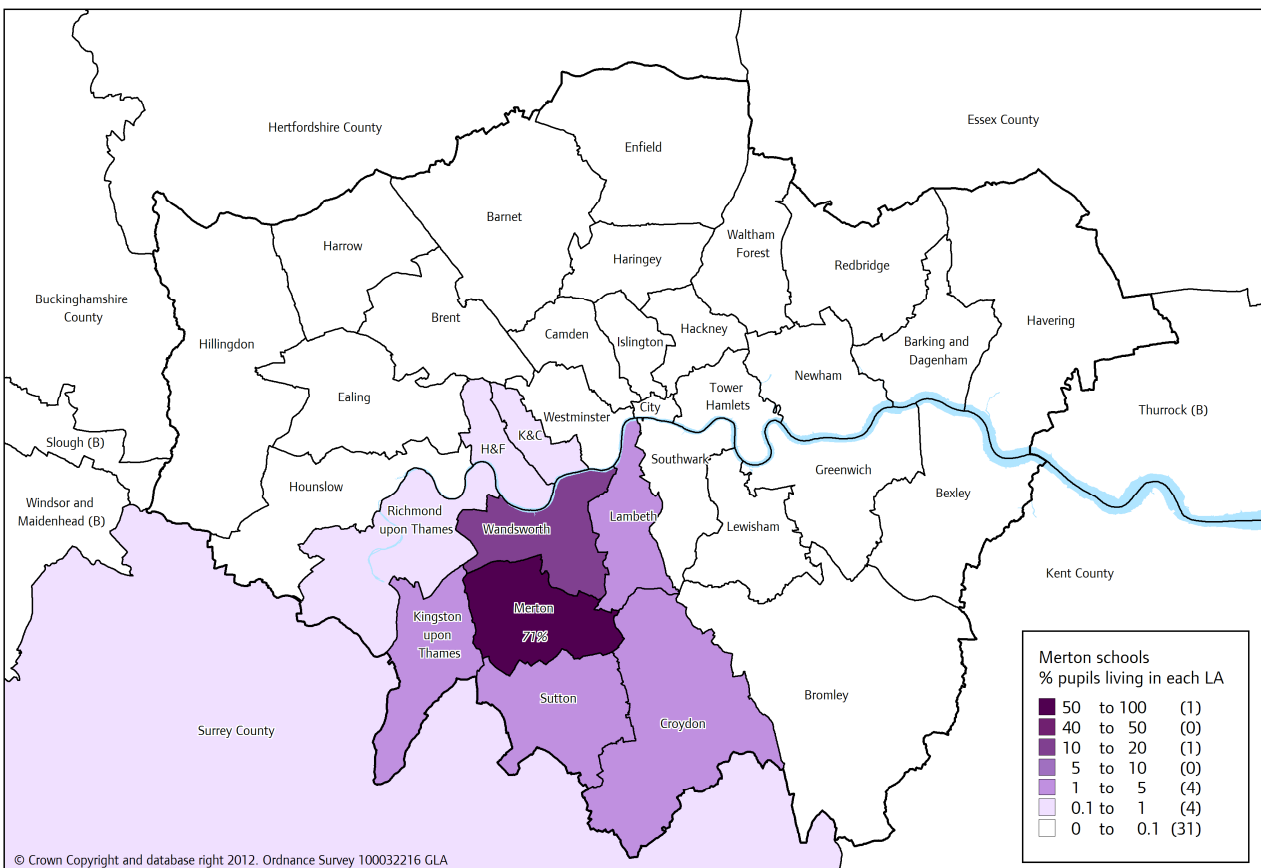 Hertfordshire County
Essex County
Enfield
Barnet
Waltham
Forest
Harrow
Haringey
Redbridge
Buckinghamshire
County
Brent
Hillingdon
Camden
Islington
Hackney
Havering
Barking and
Dagenham
Ealing
Newham
Tower
Hamlets
Westminster
City
Thurrock (B)
Slough (B)
H&F
K&C
Southwark
Greenwich
Hounslow
Bexley
Windsor and
Maidenhead (B)
Richmond
upon Thames
Wandsworth
Lambeth
Lewisham
Kent County
Kingston
upon
Thames
Merton
71%
Sutton
Croydon
Bromley
Surrey County
Merton schools
% pupils living in each LA
50 to 100 (1)
40 to 50 (0)
10 to 20 (1)
5 to 10 (0)
1 to 5 (4)
0.1 to 1 (4)
0 to 0.1 (31)
© Crown Copyright and database right 2012. Ordnance Survey 100032216 GLA